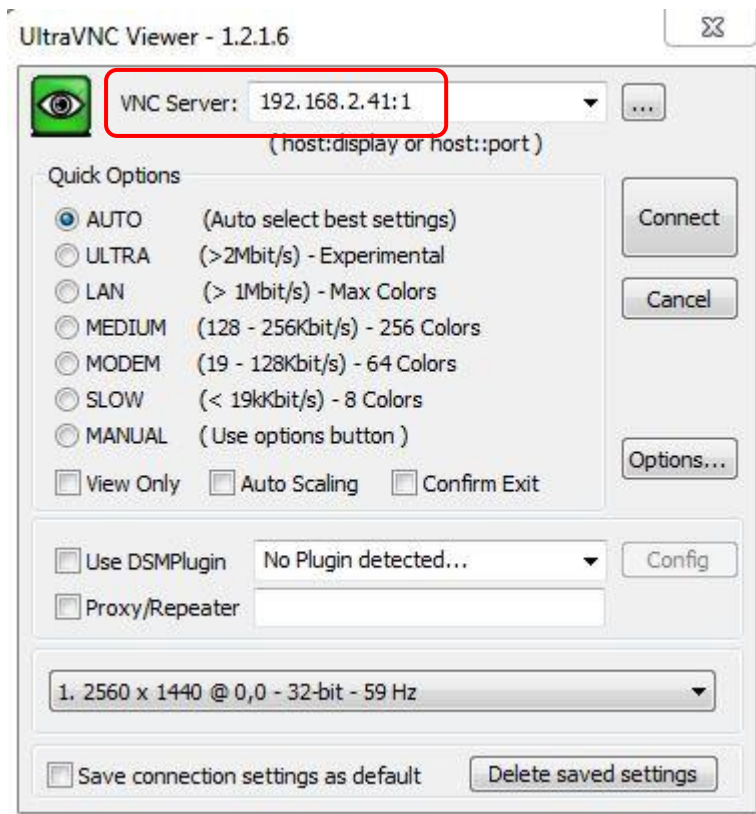 UltraVNC Viewer - 1.2.1.6
VNC Server: 192.168.2.41:1 ...
( host:display or host::port )
Quick Options
AUTO (Auto select best settings)
ULTRA (>2Mbit/s) - Experimental
LAN (> 1Mbit/s) - Max Colors
MEDIUM (128 - 256Kbit/s) - 256 Colors
MODEM (19 - 128Kbit/s) - 64 Colors
SLOW (< 19kKbit/s) - 8 Colors
MANUAL ( Use options button )
View Only Auto Scaling Confirm Exit
Connect
Cancel
Options...
Use DSMPlugin No Plugin detected... Config
Proxy/Repeater
1. 2560 x 1440 @ 0,0 - 32-bit - 59 Hz
Save connection settings as default Delete saved settings